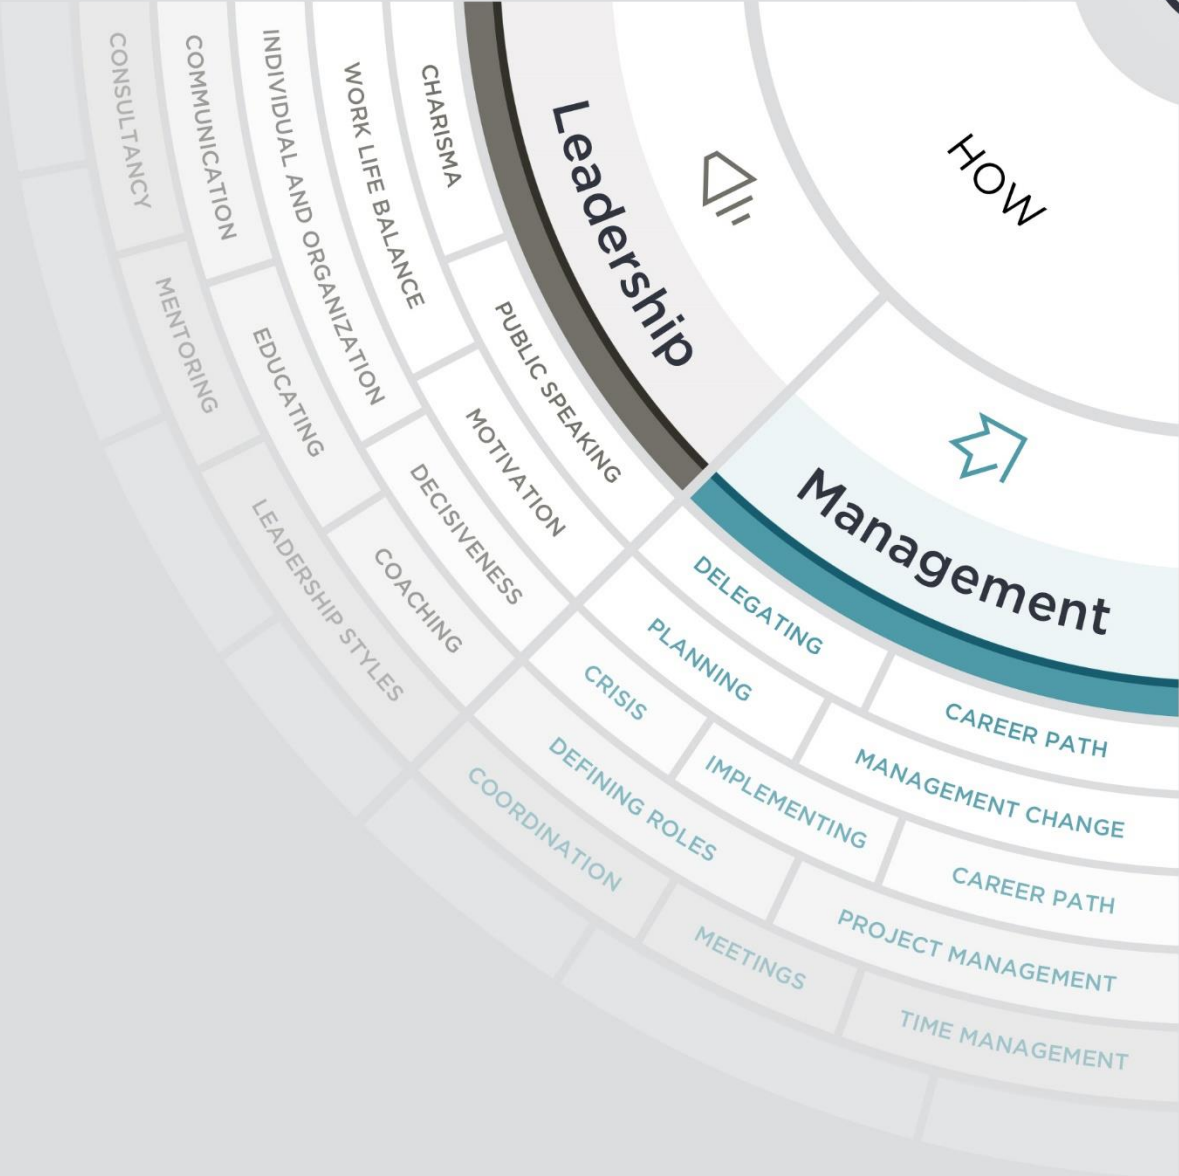 HOW
Leadership
CHARISMA
PUBLIC SPEAKING
WORK LIFE BALANCE
MOTIVATION
INDIVIDUAL AND ORGANIZATION
DECISIVENESS
COMMUNICATION
EDUCATING
COACHING
CONSULTANCY
MENTORING
LEADERSHIP STYLES
Management
DELEGATING
CAREER PATH
PLANNING
MANAGEMENT CHANGE
CRISIS
IMPLEMENTING
CAREER PATH
DEFINING ROLES
PROJECT MANAGEMENT
COORDINATION
MEETINGS
TIME MANAGEMENT